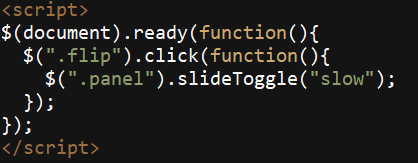 <script>
$(document).ready(function(){
  $(".flip").click(function(){
    $(".panel").slideToggle("slow");
  });
});
</script>